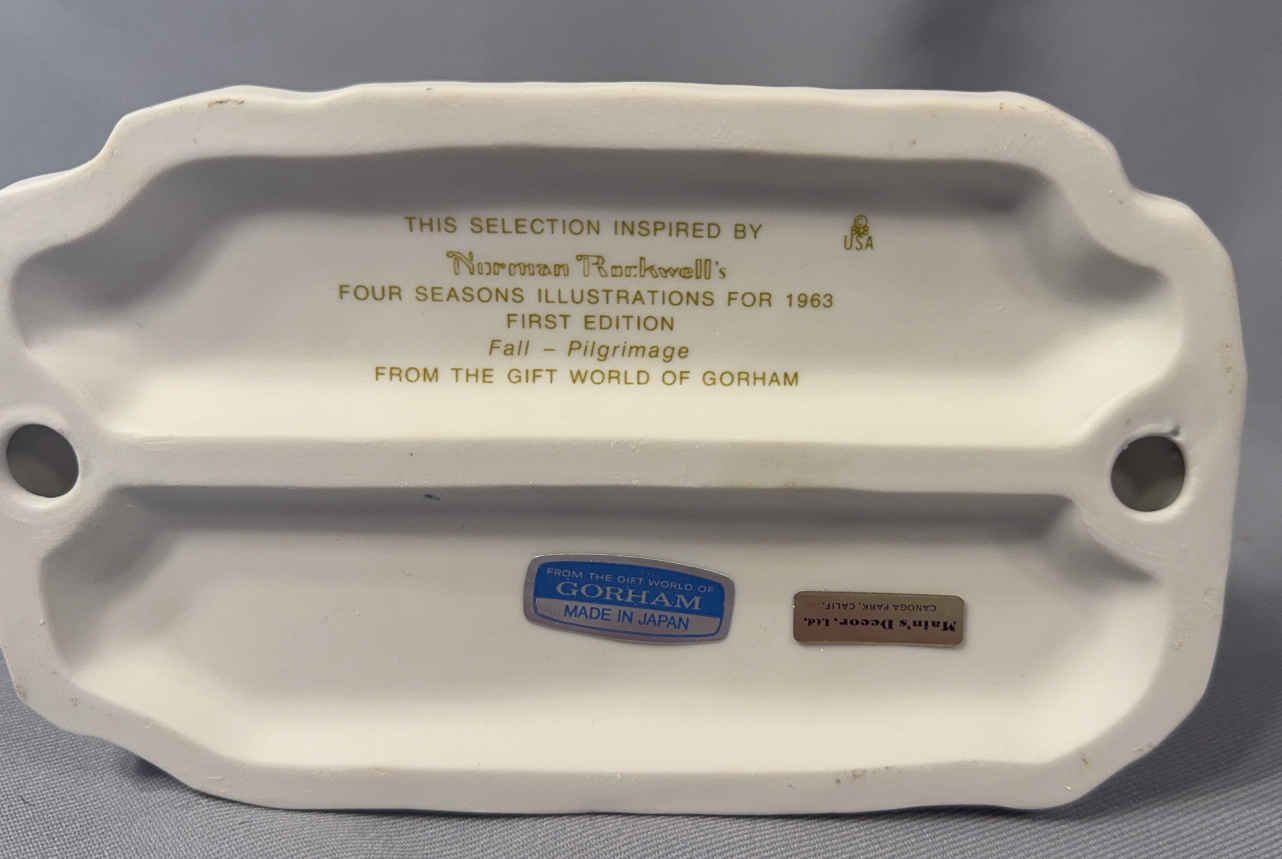 THIS SELECTION INSPIRED BY
USA
Norman Rockwell's
FOUR SEASONS ILLUSTRATIONS FOR 1963
FIRST EDITION
Fall – Pilgrimage
FROM THE GIFT WORLD OF GORHAM
FROM THE GIFT WORLD OF
GORHAM
MADE IN JAPAN
Main's Decor, Ltd.
CANOGA PARK, CALIF.